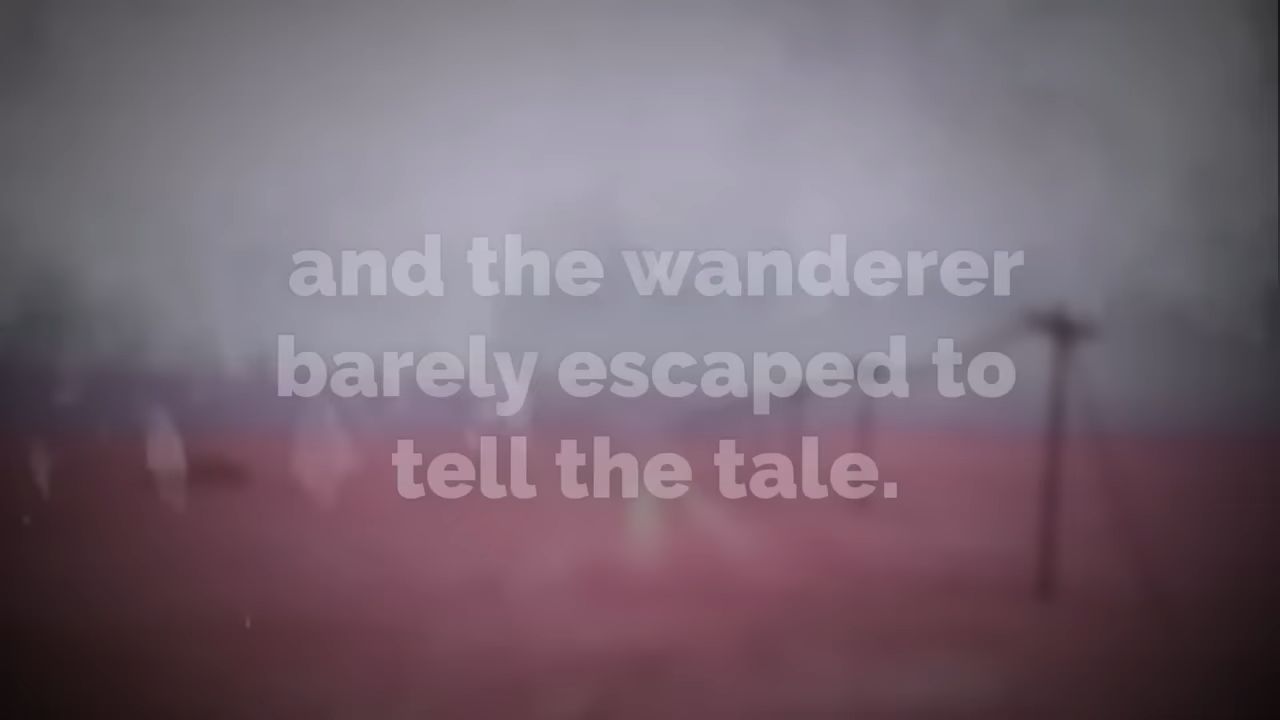 and the wanderer
barely escaped to
tell the tale.